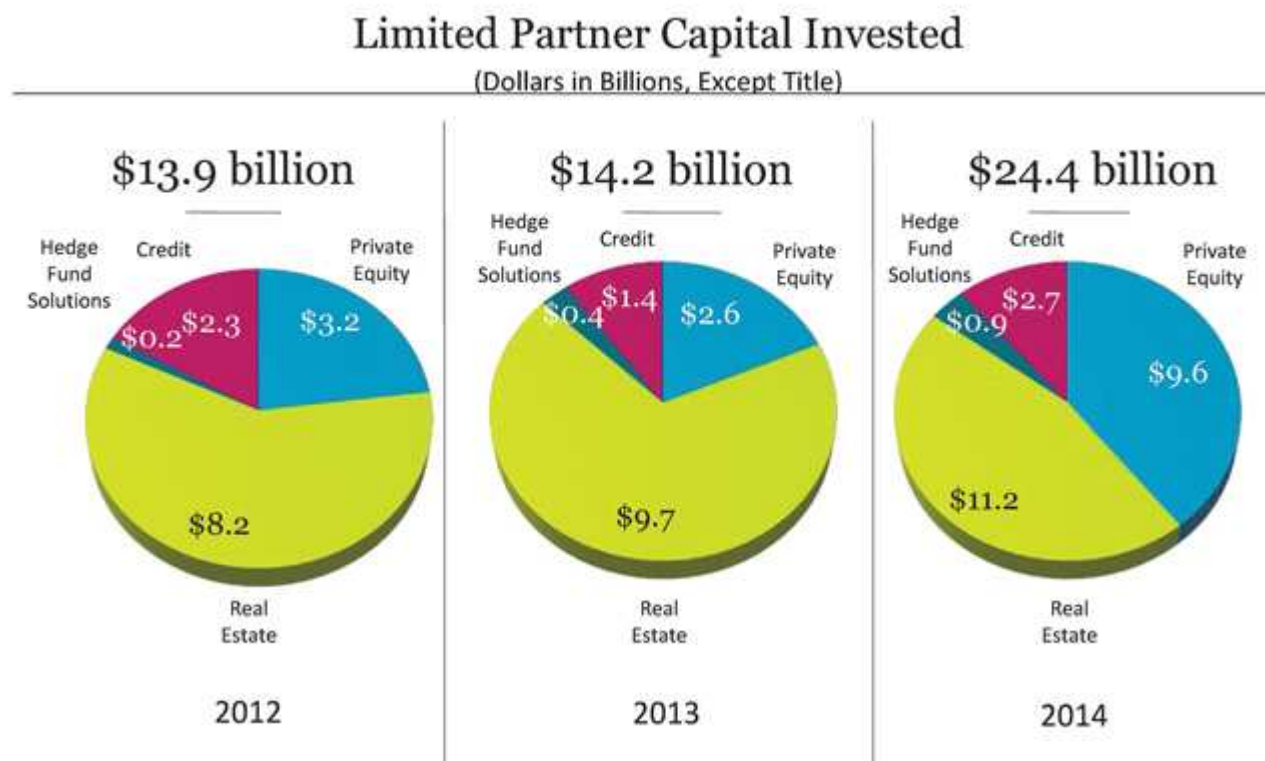 Limited Partner Capital Invested
(Dollars in Billions, Except Title)
$13.9 billion
Hedge
Fund
Solutions
Credit
Private
Equity
$0.2
$2.3
$3.2
$8.2
Real
Estate
2012
$14.2 billion
Hedge
Fund
Solutions
Credit
Private
Equity
$0.4
$1.4
$2.6
$9.7
Real
Estate
2013
$24.4 billion
Hedge
Fund
Solutions
Credit
Private
Equity
$0.9
$2.7
$9.6
$11.2
Real
Estate
2014